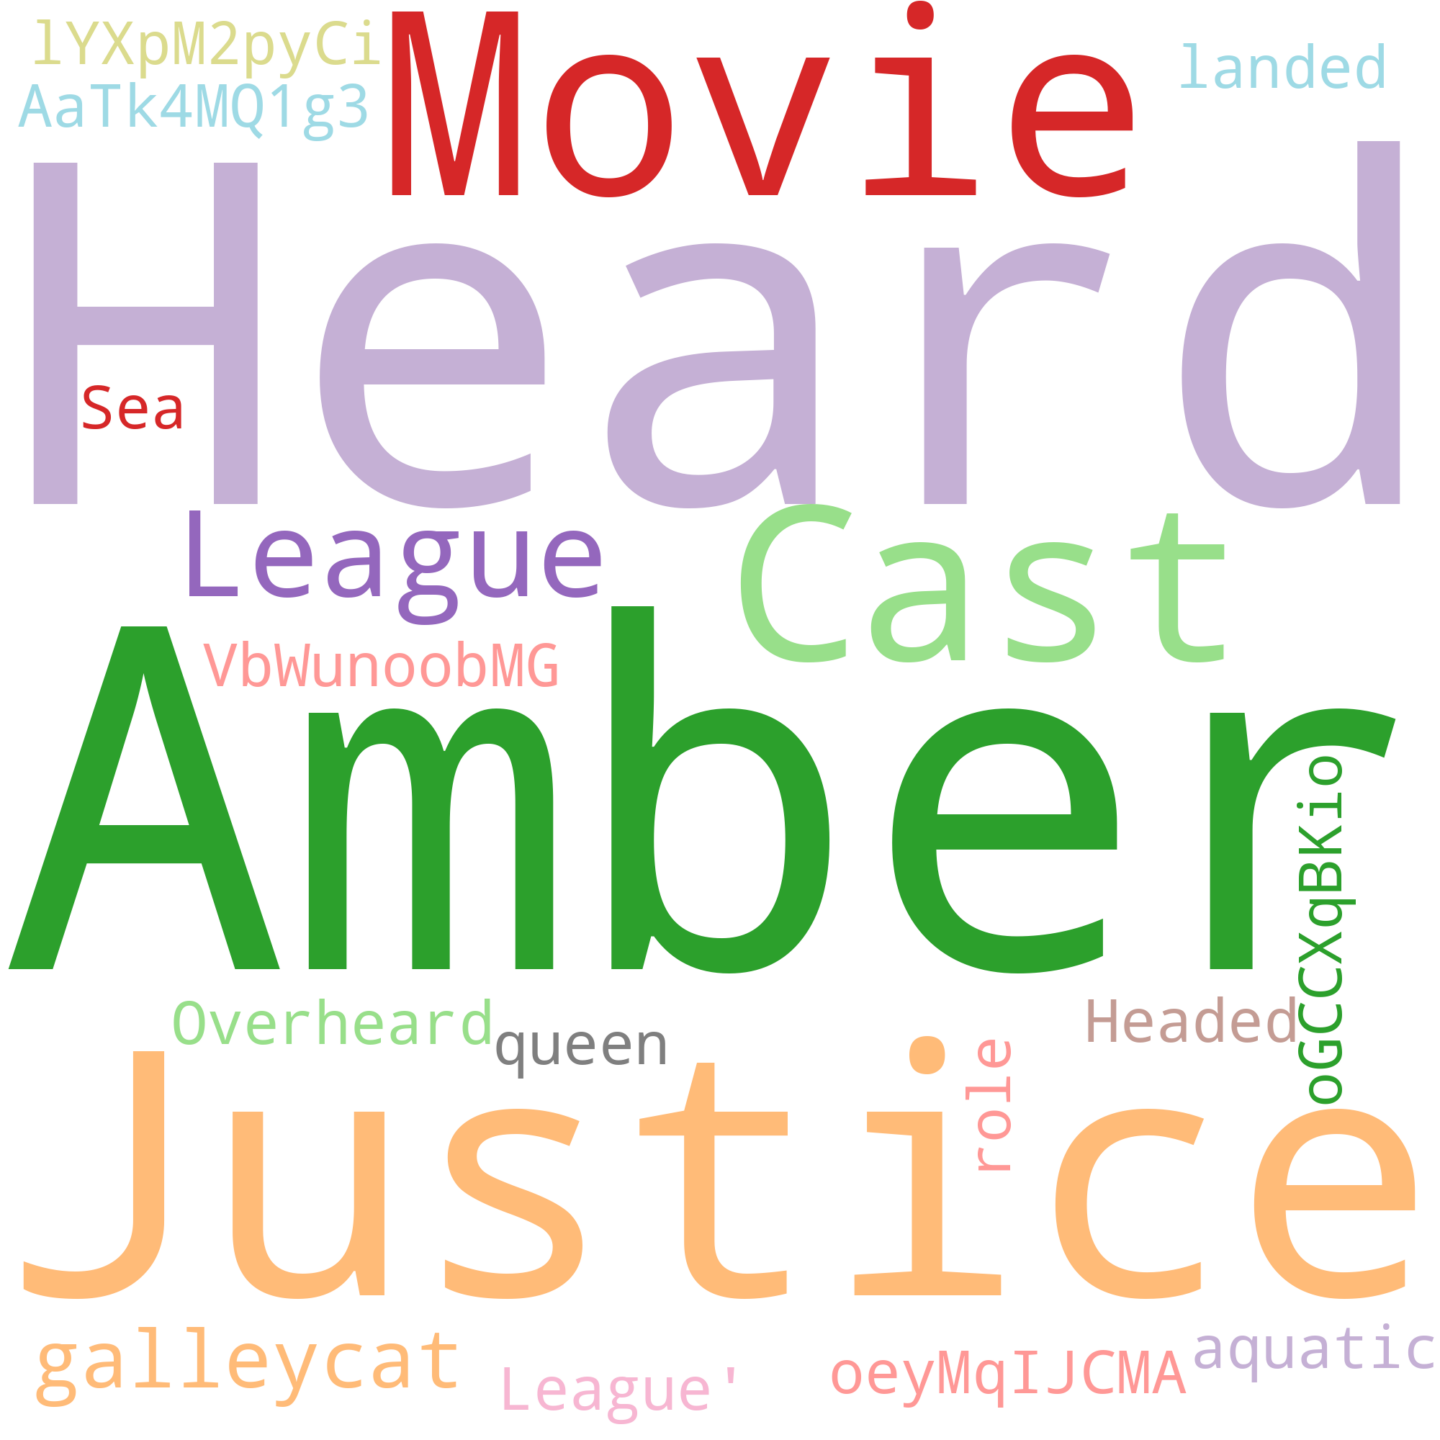 lYXpM2pyCi
Movie
landed
AaTk4MQ1g3
Heard
Sea
League
Cast
VbWunoobMG
Amber
oGCCXqBKio
Overheard
queen
Headed
role
Justice
galleycat
League'
oeyMqIJCMA
aquatic